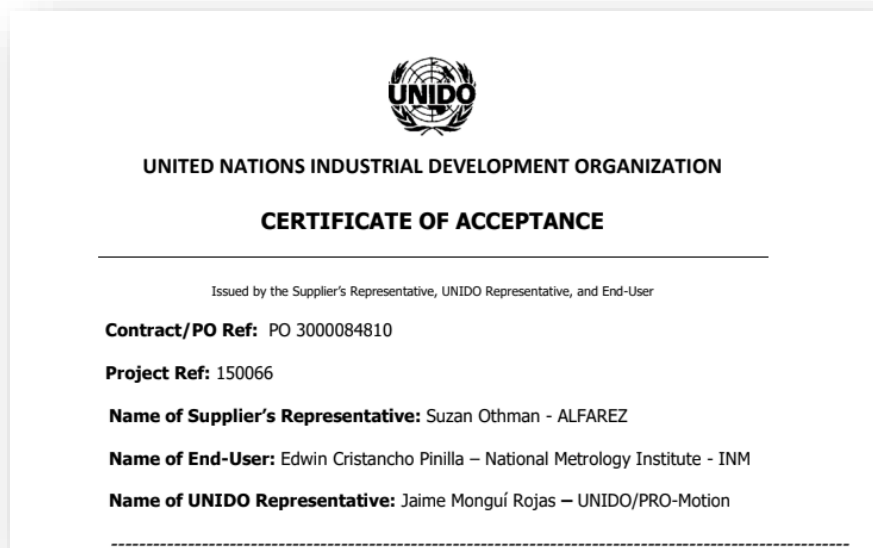 UNIDO
UNITED NATIONS INDUSTRIAL DEVELOPMENT ORGANIZATION
CERTIFICATE OF ACCEPTANCE
Issued by the Supplier's Representative, UNIDO Representative, and End-User
Contract/PO Ref: PO 3000084810
Project Ref: 150066
Name of Supplier's Representative: Suzan Othman - ALFAREZ
Name of End-User: Edwin Cristancho Pinilla – National Metrology Institute - INM
Name of UNIDO Representative: Jaime Monguí Rojas – UNIDO/PRO-Motion